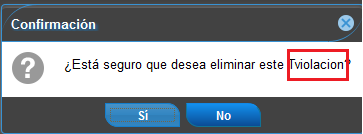 Confirmación
¿Está seguro que desea eliminar este Tviolacion?
Sí
No